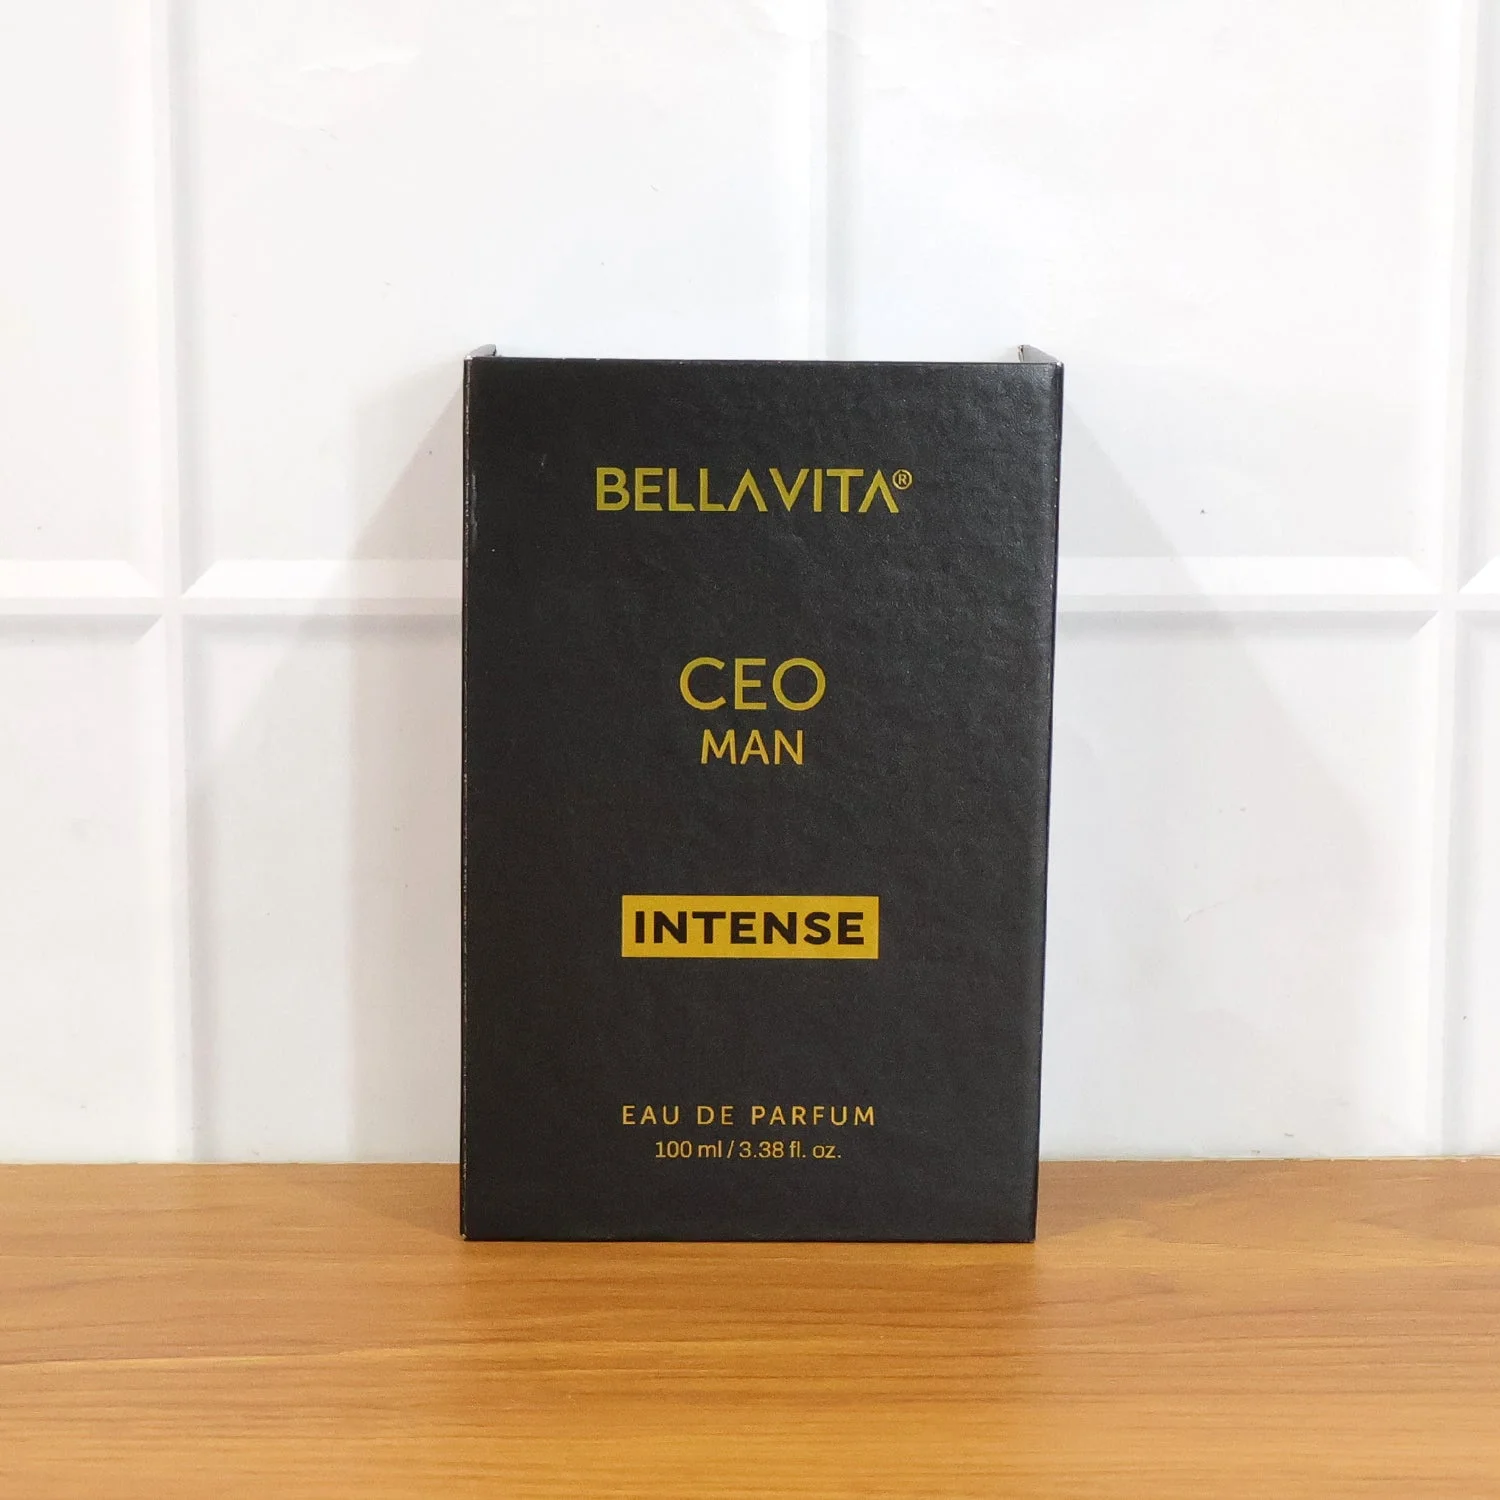 BELLAVITA®
CEO
MAN
INTENSE
EAU DE PARFUM
100 ml / 3.38 fl. oz.